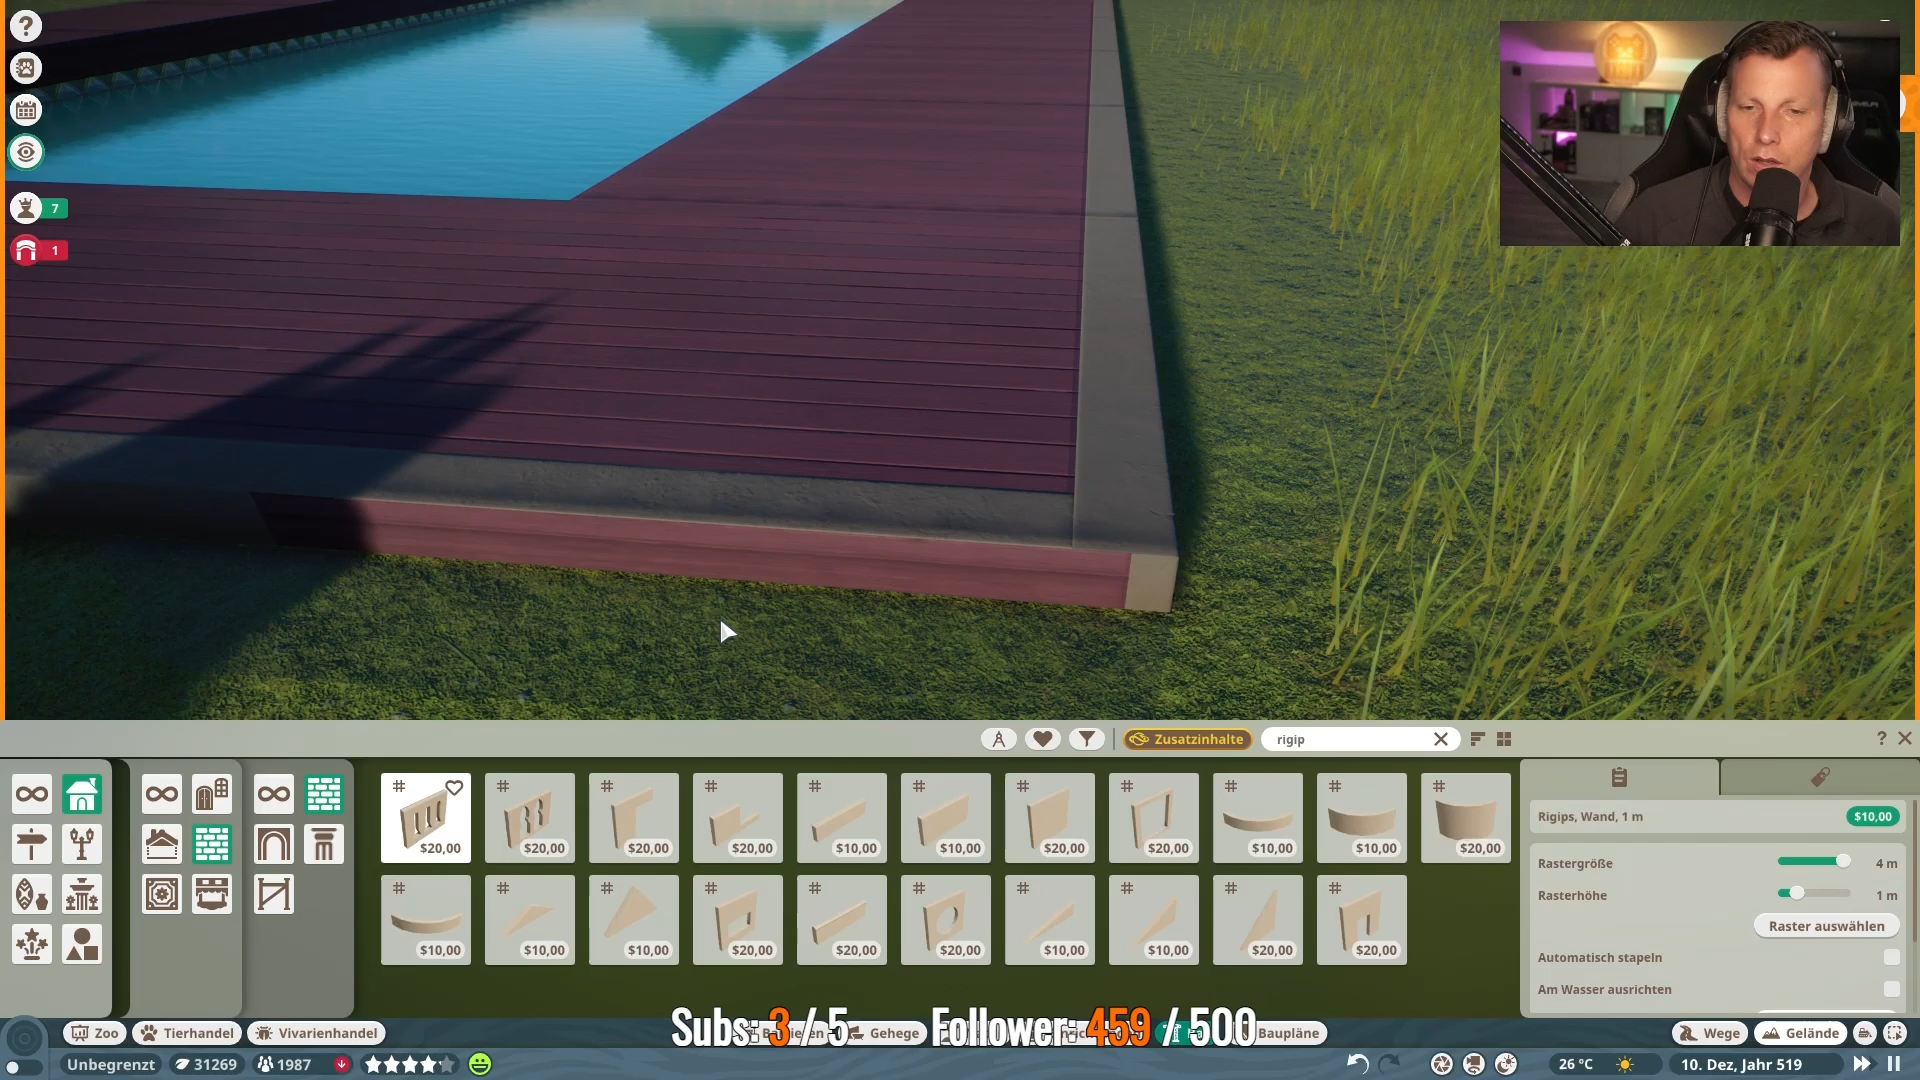 ?
7
1
Zusatzinhalte
rigip
?
$20,00
$20,00
$20,00
$20,00
$10,00
$10,00
$20,00
$20,00
$10,00
$10,00
$20,00
$10,00
$10,00
$10,00
$20,00
$20,00
$20,00
$10,00
$10,00
$20,00
$20,00
Rigips, Wand, 1 m
$10,00
Rastergröße
4 m
Rasterhöhe
1 m
Raster auswählen
Automatisch stapeln
Am Wasser ausrichten
Subs: 3 / 5
Follower: 459 / 500
Zoo
Tierhandel
Vivarienhandel
Gehege
Baupläne
Wege
Gelände
Unbegrenzt
31269
1987
26 °C
10. Dez, Jahr 519